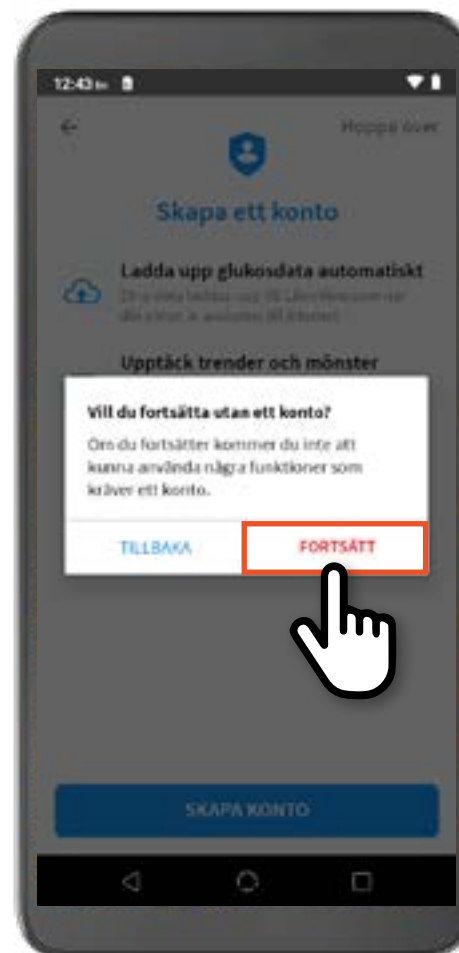 12:43
Hoppa över
Skapa ett konto
Ladda upp glukosdata automatiskt
Upptäck trender och mönster
Vill du fortsätta utan ett konto?
Om du fortsätter kommer du inte att
kunna använda några funktioner som
kräver ett konto.
TILLBAKA
FORTSÄTT
SKAPA KONTO